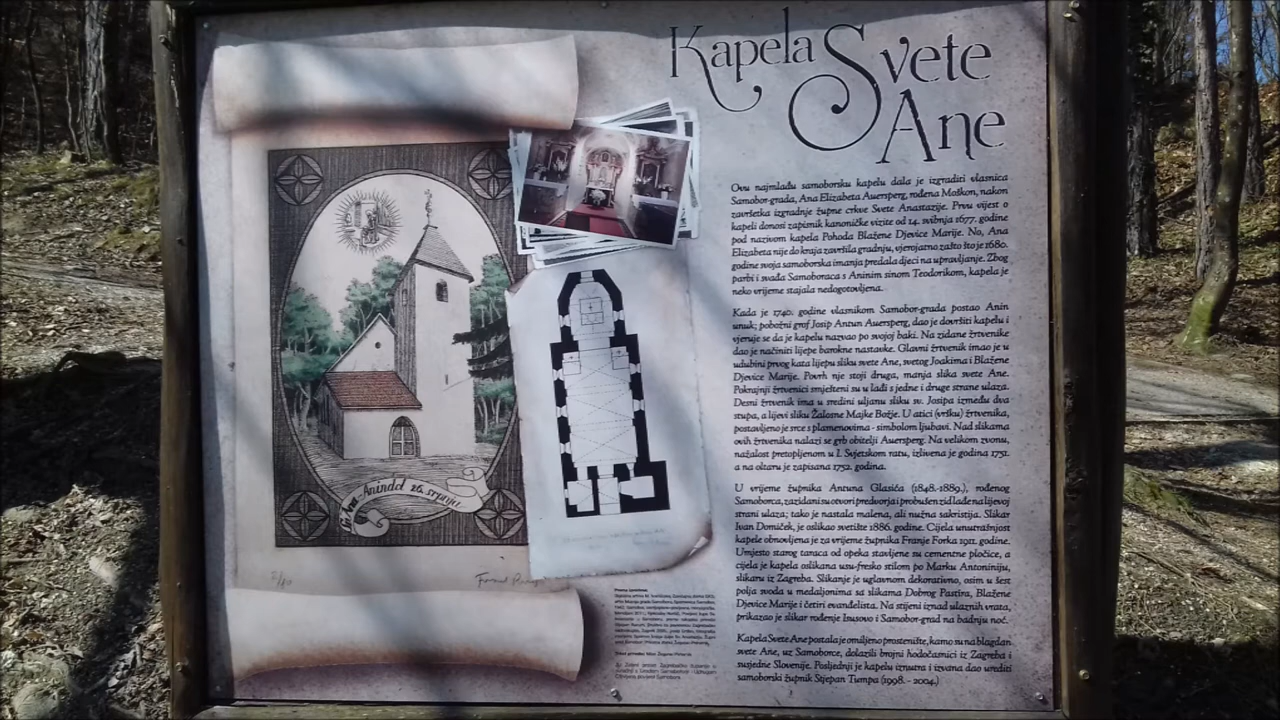 Kapela Svete
Ane
Ovu najmlađu samoborsku kapelu dala je izgraditi vlasnica
Samobor-grada, Ana Elizabeta Auersperg, rođena Moškon, nakon
završetka izgradnje župne crkve Svete Anastazije. Prvu vijest o
kapeli donosi zapisnik kanoničke vizite od 14. svibnja 1677. godine
pod nazivom kapela Pohoda Blažene Djevice Marije. No, Ana
Elizabeta nije do kraja završila gradnju, vjerojatno zašto što je 1680.
godine svoja samoborska imanja predala djeci na upravljanje. Zbog
parbi i svađa Samoboraca s Aninim sinom Teodorikom, kapela je
neko vrijeme stajala nedogotovljena.
Kada je 1740. godine vlasnikom Samobor-grada postao Anin
unuk; pobožni grof Josip Antun Auersperg, dao je dovršiti kapelu i
vjeruje se da je kapelu nazvao po svojoj baki. Na zidane žrtvenike
dao je načiniti lijepe barokne nastavke. Glavni žrtvenik imao je u
udubini prvog kata lijepu sliku svete Ane, svetog Joakima i Blažene
Djevice Marije. Povrh nje stoji druga, manja slika svete Ane.
Pokrajnji žrtvenici smješteni su u lađi s jedne i druge strane ulaza.
Desni žrtvenik ima u sredini uljanu sliku sv. Josipa između dva
stupa, a lijevi sliku Žalosne Majke Božje. U atici (vršku) žrtvenika,
postavljeno je srce s plamenovima - simbolom ljubavi. Nad slikama
ovih žrtvenika nalazi se grb obitelji Auersperg. Na velikom zvonu,
nažalost pretopljenom u I. Svjetskom ratu, izlivena je godina 1751.
a na oltaru je zapisana 1752. godina.
U vrijeme župnika Antuna Glasića (1848.-1889.), rođenog
Samoborca, zazidani su otvori predvorja i probušen zid lađe na lijevoj
strani ulaza; tako je nastala malena, ali nužna sakristija. Slikar
Ivan Domiček, je oslikao svetište 1886. godine. Cijela unutrašnjost
kapele obnovljena je za vrijeme župnika Franje Forka 1911. godine.
Umjesto starog taraca od opeka stavljene su cementne pločice, a
cijela je kapela oslikana usu-fresko stilom po Marku Antoniniju,
slikaru iz Zagreba. Slikanje je uglavnom dekorativno, osim u šest
polja svoda u medaljonima sa slikama Dobrog Pastira, Blažene
Djevice Marije i četiri evanđelista. Na stijeni iznad ulaznih vrata,
prikazao je slikar rođenje Isusovo i Samobor-grad na badnju noć.
Kapela Svete Ane postala je omiljeno proštenište, kamo su na blagdan
svete Ane, uz Samoborce, dolazili brojni hodočasnici iz Zagreba i
susjedne Slovenije. Posljednji je kapelu iznutra i izvana dao urediti
samoborski župnik Stjepan Tumpa (1998. - 2004.)
Sv. Ana-Anindol 26. srpnju